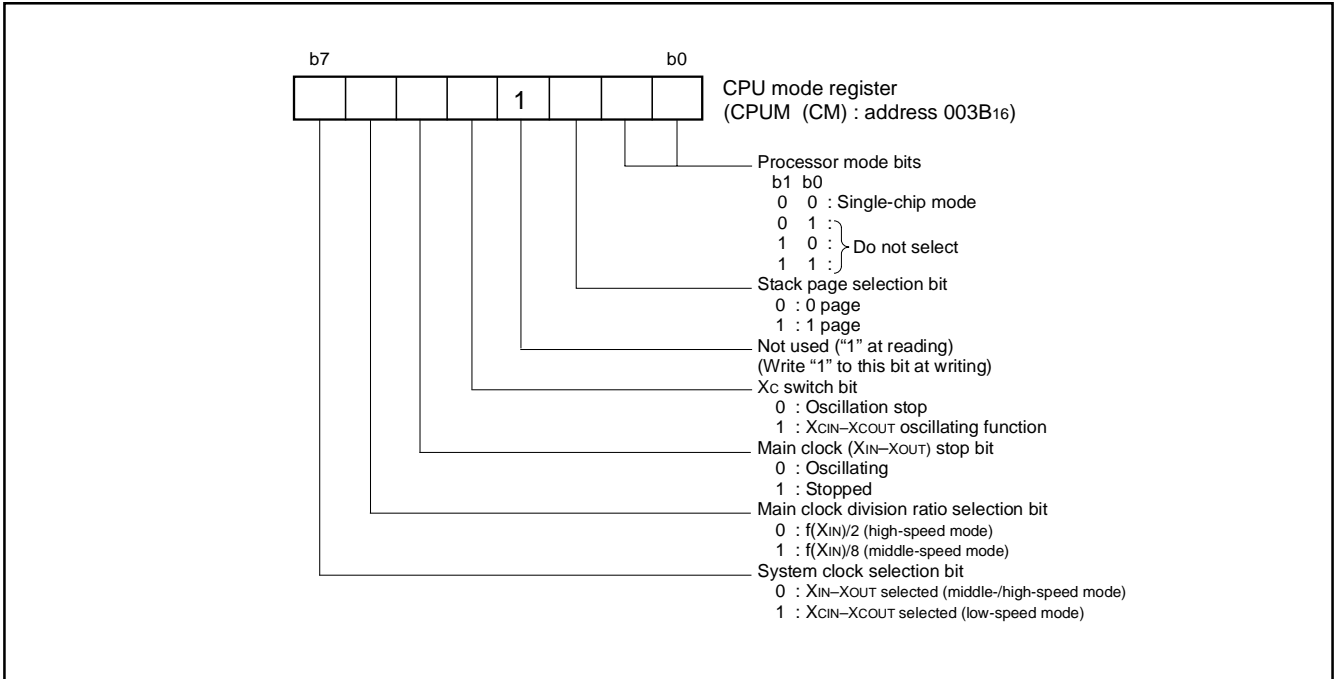 b7 b0
1
CPU mode register
(CPUM (CM) : address 003B16)
Processor mode bits
b1 b0
0 0 : Single-chip mode
0 1 :
1 0 : Do not select
1 1 :
Stack page selection bit
0 : 0 page
1 : 1 page
Not used (“1” at reading)
(Write “1” to this bit at writing)
XC switch bit
0 : Oscillation stop
1 : XCIN–XCOUT oscillating function
Main clock (XIN–XOUT) stop bit
0 : Oscillating
1 : Stopped
Main clock division ratio selection bit
0 : f(XIN)/2 (high-speed mode)
1 : f(XIN)/8 (middle-speed mode)
System clock selection bit
0 : XIN–XOUT selected (middle-/high-speed mode)
1 : XCIN–XCOUT selected (low-speed mode)